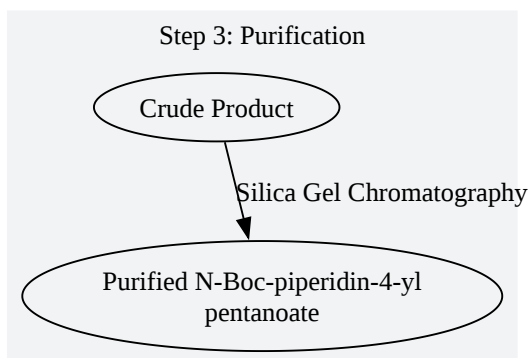 Step 3: Purification
Crude Product
Silica Gel Chromatography
Purified N-Boc-piperidin-4-yl
pentanoate